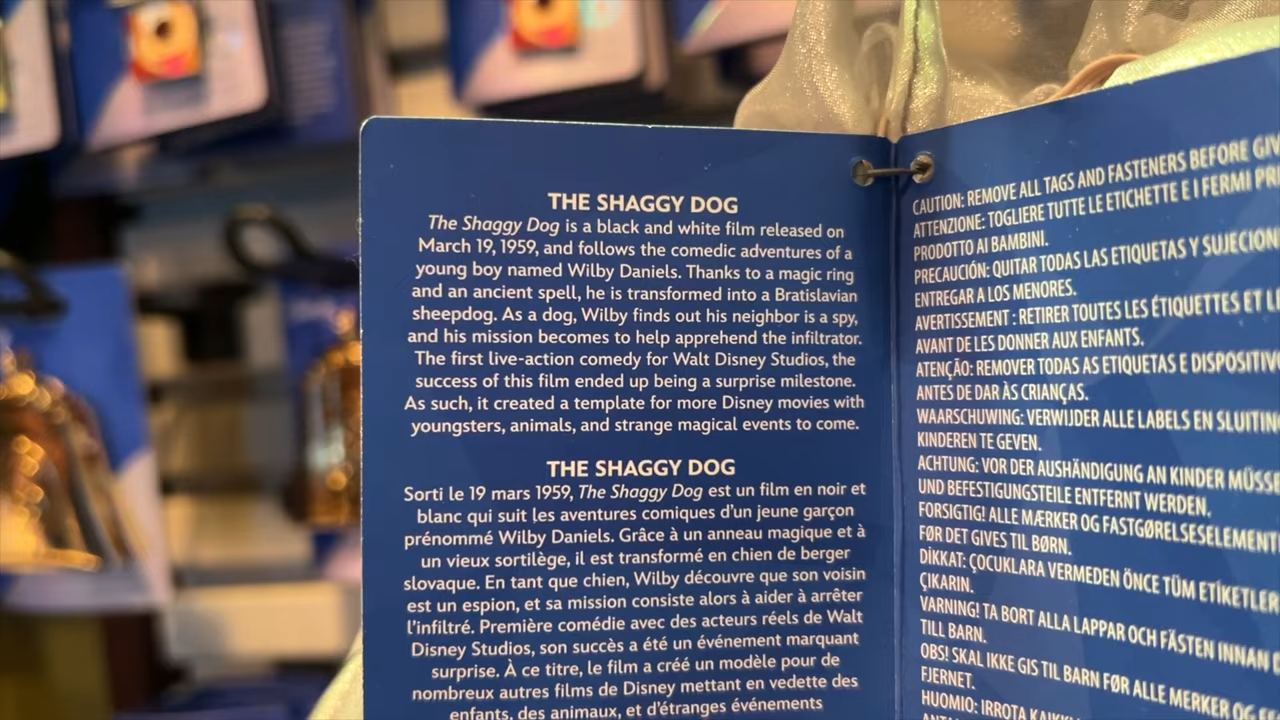 THE SHAGGY DOG
The Shaggy Dog is a black and white film released on
March 19, 1959, and follows the comedic adventures of a
young boy named Wilby Daniels. Thanks to a magic ring
and an ancient spell, he is transformed into a Bratislavian
sheepdog. As a dog, Wilby finds out his neighbor is a spy,
and his mission becomes to help apprehend the infiltrator.
The first live-action comedy for Walt Disney Studios, the
success of this film ended up being a surprise milestone.
As such, it created a template for more Disney movies with
youngsters, animals, and strange magical events to come.
THE SHAGGY DOG
Sorti le 19 mars 1959, The Shaggy Dog est un film en noir et
blanc qui suit les aventures comiques d'un jeune garçon
prénommé Wilby Daniels. Grâce à un anneau magique et à
un vieux sortilège, il est transformé en chien de berger
slovaque. En tant que chien, Wilby découvre que son voisin
est un espion, et sa mission consiste alors à aider à arrêter
l'infiltré. Première comédie avec des acteurs réels de Walt
Disney Studios, son succès a été un événement marquant
surprise. À ce titre, le film a créé un modèle pour de
nombreux autres films de Disney mettant en vedette des
enfants, des animaux, et d'étranges événements
CAUTION: REMOVE ALL TAGS AND FASTENERS BEFORE GIV
ATTENZIONE: TOGLIERE TUTTE LE ETICHETTE E I FERMI PRI
PRODOTTO AI BAMBINI.
PRECAUCIÓN: QUITAR TODAS LAS ETIQUETAS Y SUJECION
ENTREGAR A LOS MENORES.
AVERTISSEMENT : RETIRER TOUTES LES ÉTIQUETTES ET L
AVANT DE LES DONNER AUX ENFANTS.
ATENÇÃO: REMOVER TODAS AS ETIQUETAS E DISPOSITIV
ANTES DE DAR ÀS CRIANÇAS.
WAARSCHUWING: VERWIJDER ALLE LABELS EN SLUITIN
KINDEREN TE GEVEN.
ACHTUNG: VOR DER AUSHÄNDIGUNG AN KINDER MÜSSE
UND BEFESTIGUNGSTEILE ENTFERNT WERDEN.
FORSIGTIG! ALLE MÆRKER OG FASTGØRELSESELEMENT
FØR DET GIVES TIL BØRN.
DİKKAT: ÇOCUKLARA VERMEDEN ÖNCE TÜM ETİKETLER
ÇIKARIN.
VARNING! TA BORT ALLA LAPPAR OCH FÄSTEN INNAN
TILL BARN.
OBS! SKAL IKKE GIS TIL BARN FØR ALLE MERKER OG
FJERNET.
HUOMIO: IRROTA